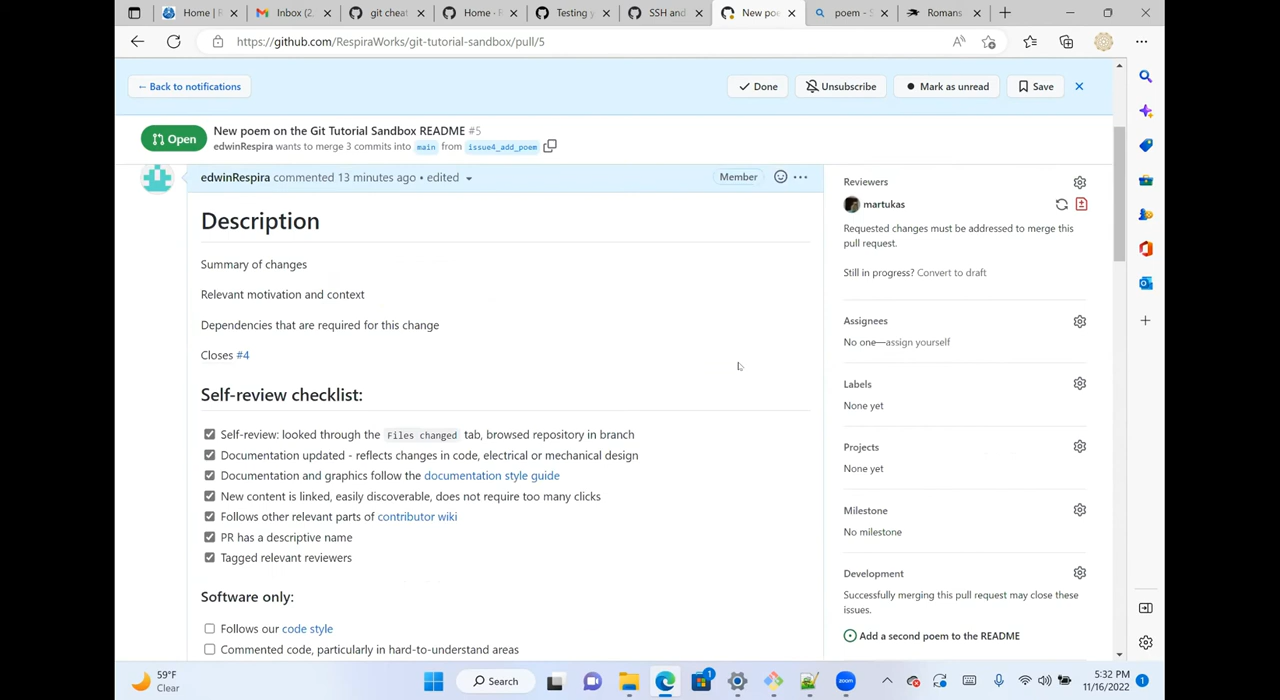 Home | R
Inbox (2
git cheat
Home · R
Testing y
SSH and
New poe
poem - S
Romans
https://github.com/RespiraWorks/git-tutorial-sandbox/pull/5
← Back to notifications
Done
Unsubscribe
Mark as unread
Save
Open
New poem on the Git Tutorial Sandbox README #5
edwinRespira wants to merge 3 commits into main from issue4_add_poem
edwinRespira commented 13 minutes ago • edited
Member
Description
Summary of changes
Relevant motivation and context
Dependencies that are required for this change
Closes #4
Self-review checklist:
Self-review: looked through the Files changed tab, browsed repository in branch
Documentation updated - reflects changes in code, electrical or mechanical design
Documentation and graphics follow the documentation style guide
New content is linked, easily discoverable, does not require too many clicks
Follows other relevant parts of contributor wiki
PR has a descriptive name
Tagged relevant reviewers
Software only:
Follows our code style
Commented code, particularly in hard-to-understand areas
Reviewers
martukas
Requested changes must be addressed to merge this
pull request.
Still in progress? Convert to draft
Assignees
No one—assign yourself
Labels
None yet
Projects
None yet
Milestone
No milestone
Development
Successfully merging this pull request may close these
issues.
Add a second poem to the README
59°F
Clear
Search
1
zoom
5:32 PM
11/16/2022
1